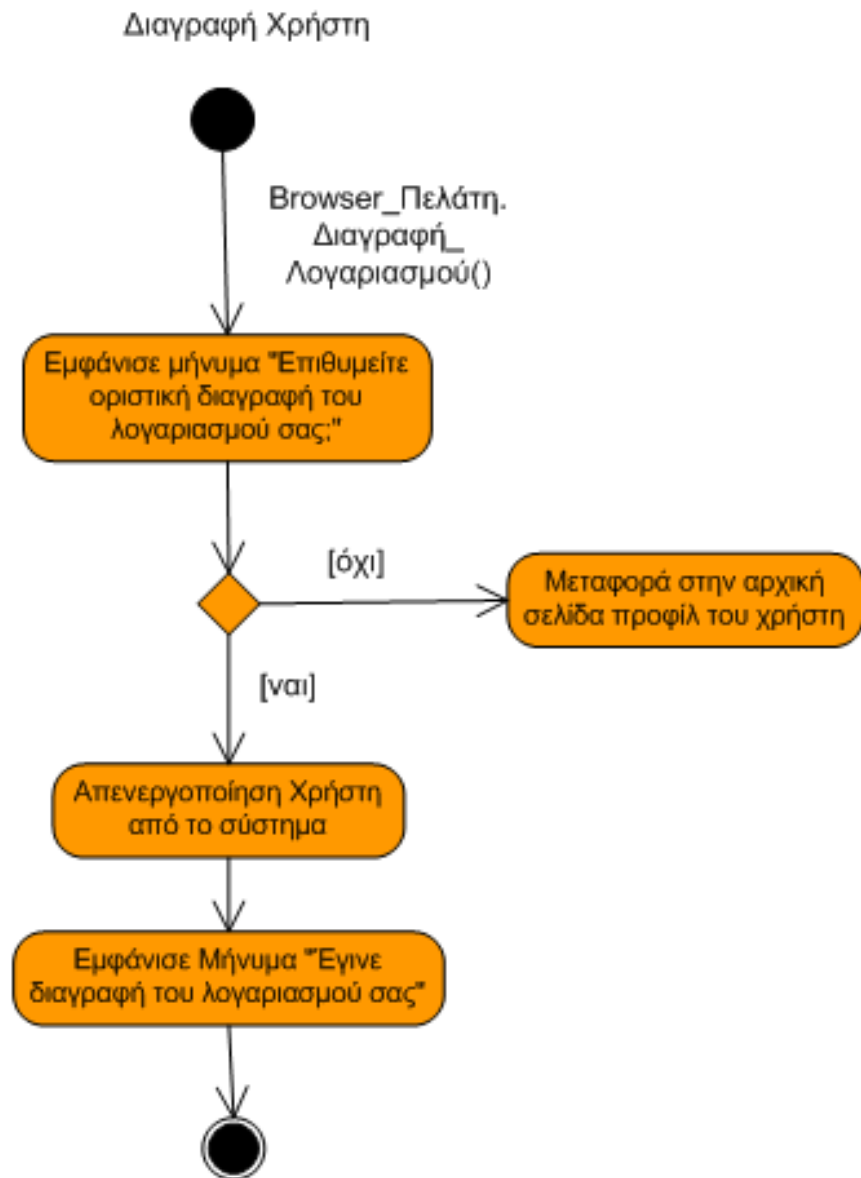 Διαγραφή Χρήστη
Browser_Πελάτη.
Διαγραφή_
Λογαριασμού()
Εμφάνισε μήνυμα "Επιθυμείτε
οριστική διαγραφή του
λογαριασμού σας;"
[όχι]
Μεταφορά στην αρχική
σελίδα προφίλ του χρήστη
[ναι]
Απενεργοποίηση Χρήστη
από το σύστημα
Εμφάνισε Μήνυμα "Έγινε
διαγραφή του λογαριασμού σας"